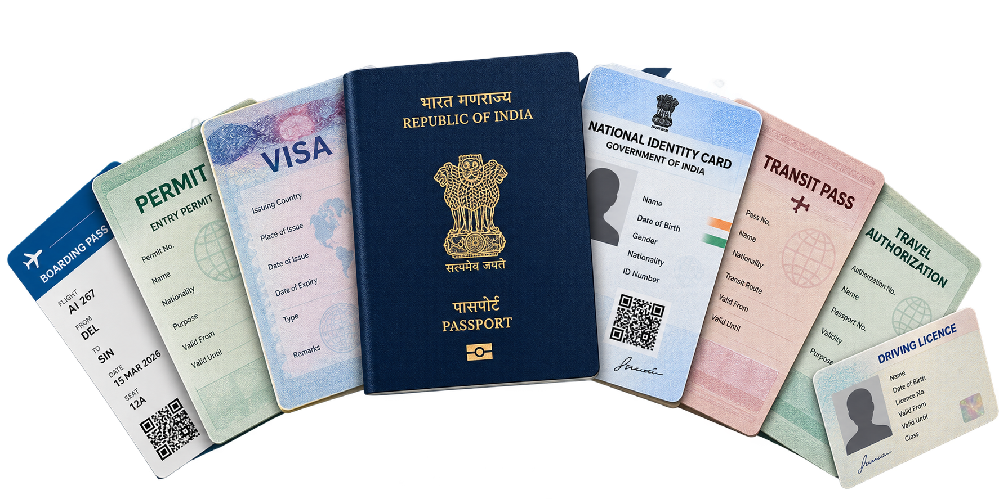 BOARDING PASS
FLIGHT
AI 267
FROM
DEL
TO
SIN
DATE
15 MAR 2026
SEAT
12A
PERMIT
ENTRY PERMIT
Permit No.
Name
Nationality
Purpose
Valid From
Valid Until
VISA
Issuing Country
Place of Issue
Date of Issue
Date of Expiry
Type
Remarks
भारत गणराज्य
REPUBLIC OF INDIA
सत्यमेव जयते
पासपोर्ट
PASSPORT
NATIONAL IDENTITY CARD
GOVERNMENT OF INDIA
Name
Date of Birth
Gender
Nationality
ID Number
TRANSIT PASS
Pass No.
Name
Nationality
Transit Route
Valid From
Valid Until
TRAVEL
AUTHORIZATION
Authorization No.
Name
Passport No.
Validity
Purpose
DRIVING LICENCE
Name
Date of Birth
Licence No.
Valid From
Valid Until
Class